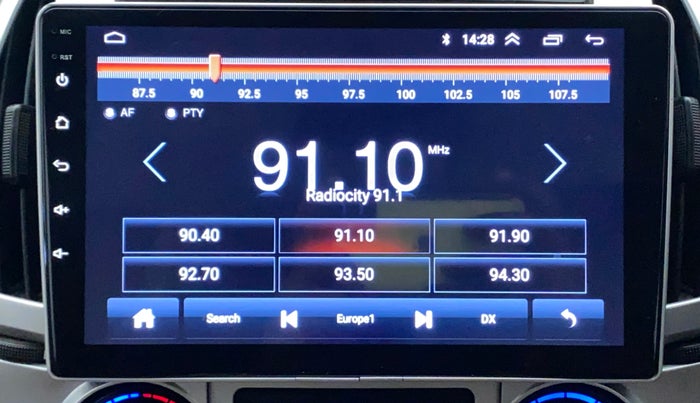 MIC
14:28
RST
87.5 90 92.5 95 97.5 100 102.5 105 107.5
AF PTY
91.10 MHz
Radiocity 91.1
90.40 91.10 91.90
92.70 93.50 94.30
Search Europe1 DX